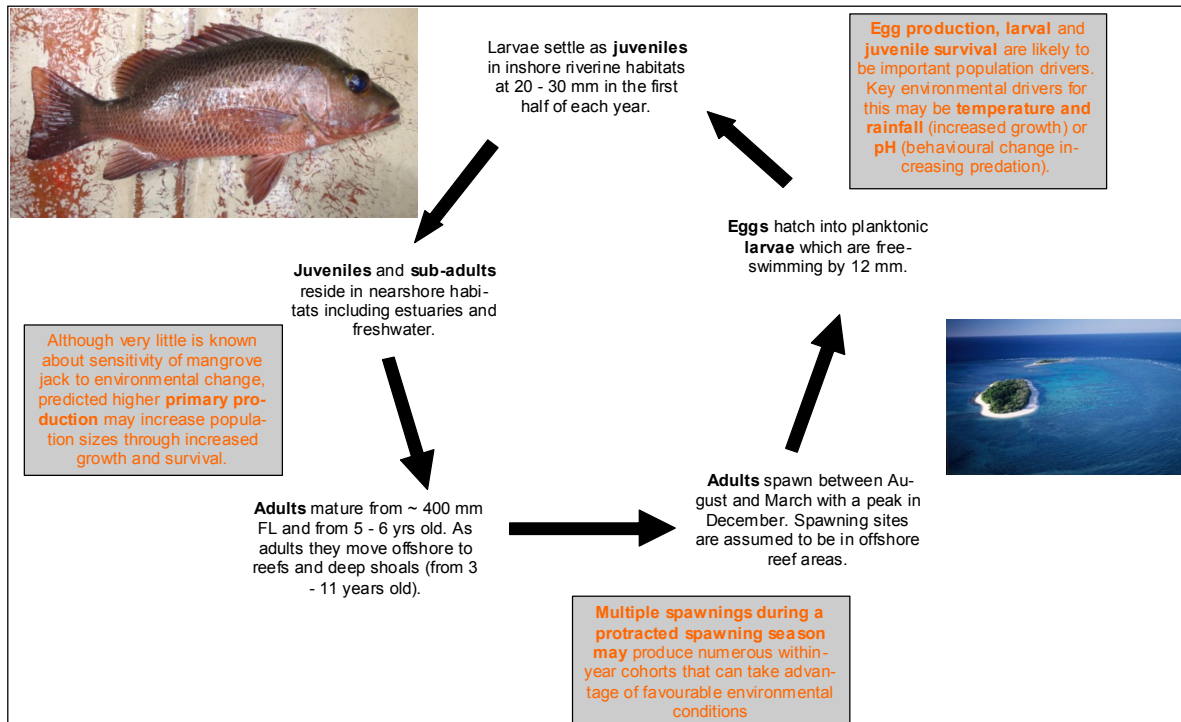 Larvae settle as juveniles
in inshore riverine habitats
at 20 - 30 mm in the first
half of each year.
Egg production, larval and
juvenile survival are likely to
be important population drivers.
Key environmental drivers for
this may be temperature and
rainfall (increased growth) or
pH (behavioural change in-
creasing predation).
Eggs hatch into planktonic
larvae which are free-
swimming by 12 mm.
Juveniles and sub-adults
reside in nearshore habi-
tats including estuaries and
freshwater.
Although very little is known
about sensitivity of mangrove
jack to environmental change,
predicted higher primary pro-
duction may increase popula-
tion sizes through increased
growth and survival.
Adults mature from ~ 400 mm
FL and from 5 - 6 yrs old. As
adults they move offshore to
reefs and deep shoals (from 3
- 11 years old).
Adults spawn between Au-
gust and March with a peak in
December. Spawning sites
are assumed to be in offshore
reef areas.
Multiple spawnings during a
protracted spawning season
may produce numerous within-
year cohorts that can take advan-
tage of favourable environmental
conditions